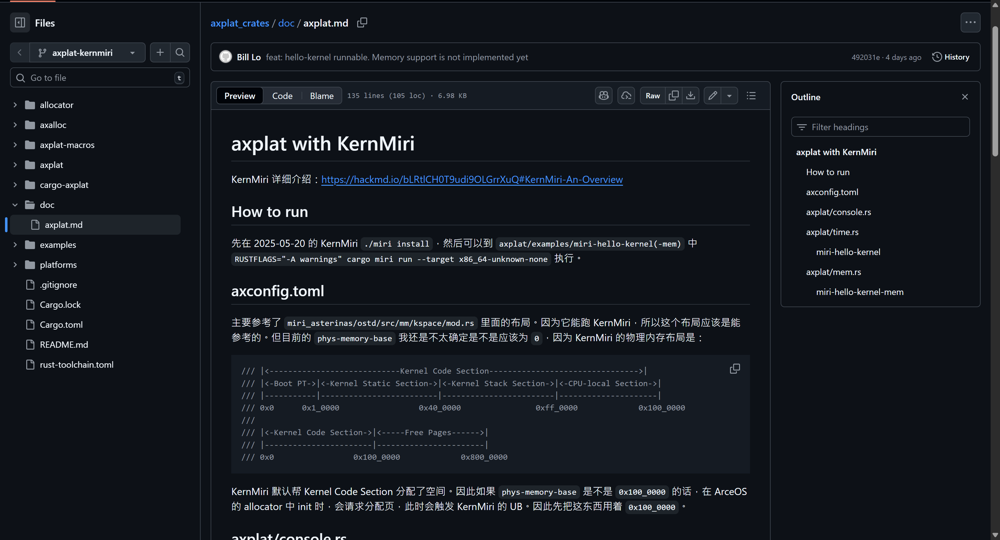 Files
axplat-kernmiri
Go to file
t
allocator
axalloc
axplat-macros
axplat
cargo-axplat
doc
axplat.md
examples
platforms
.gitignore
Cargo.lock
Cargo.toml
README.md
rust-toolchain.toml
axplat_crates / doc / axplat.md
Bill Lo feat: hello-kernel runnable. Memory support is not implemented yet
492031e · 4 days ago
History
Preview
Code
Blame
135 lines (105 loc) · 6.98 KB
Raw
axplat with KernMiri
KernMiri 详细介绍：https://hackmd.io/bLRtlCH0T9udi9OLGrrXuQ#KernMiri-An-Overview
How to run
先在 2025-05-20 的 KernMiri ./miri install ，然后可以到 axplat/examples/miri-hello-kernel(-mem) 中
RUSTFLAGS="-A warnings" cargo miri run --target x86_64-unknown-none 执行。
axconfig.toml
主要参考了 miri_asterinas/ostd/src/mm/kspace/mod.rs 里面的布局。因为它能跑 KernMiri，所以这个布局应该是能
参考的。但目前的 phys-memory-base 我还是不太确定是不是应该为 0 ，因为 KernMiri 的物理内存布局是：
/// |<----------------------------Kernel Code Section-------------------------------->|
/// |<-Boot PT->|<-Kernel Static Section->|<-Kernel Stack Section->|<-CPU-local Section->|
/// |-----------|-------------------------|------------------------|---------------------|
/// 0x0      0x1_0000                 0x40_0000                0xff_0000             0x100_0000
///
/// |<-Kernel Code Section->|<-----Free Pages------>|
/// |-----------------------|-----------------------|
/// 0x0                 0x100_0000             0x800_0000
KernMiri 默认帮 Kernel Code Section 分配了空间。因此如果 phys-memory-base 是不是 0x100_0000 的话，在 ArceOS
的 allocator 中 init 时，会请求分配页，此时会触发 KernMiri 的 UB。因此先把这东西用着 0x100_0000 。
axplat/console.rs
Outline
Filter headings
axplat with KernMiri
How to run
axconfig.toml
axplat/console.rs
axplat/time.rs
miri-hello-kernel
axplat/mem.rs
miri-hello-kernel-mem